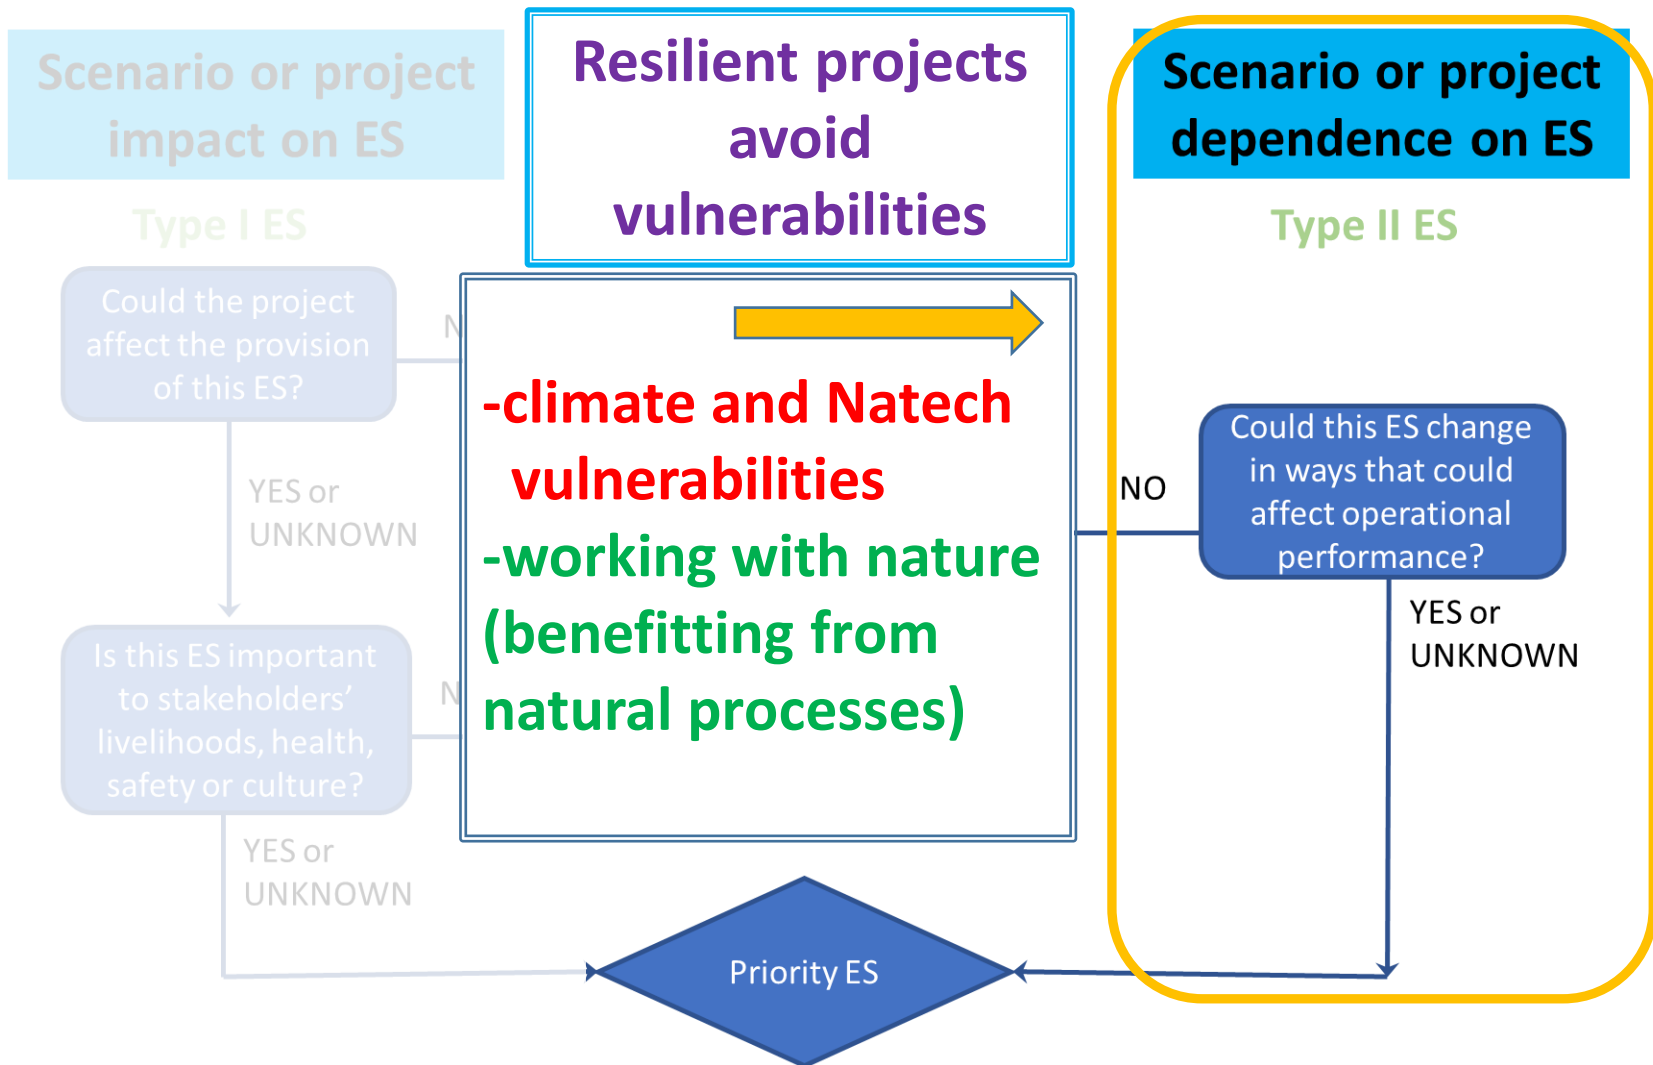 Scenario or project
impact on ES
Type I ES
Could the project
affect the provision
of this ES?
YES or
UNKNOWN
Is this ES important
to stakeholders’
livelihoods, health,
safety or culture?
YES or
UNKNOWN
Resilient projects
avoid
vulnerabilities
-climate and Natech
vulnerabilities
-working with nature
(benefitting from
natural processes)
Scenario or project
dependence on ES
Type II ES
Could this ES change
in ways that could
affect operational
performance?
NO
YES or
UNKNOWN
Priority ES